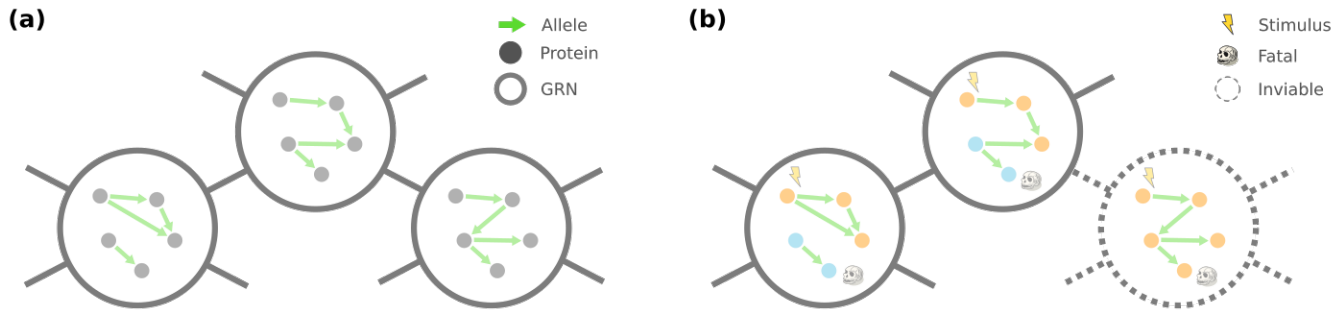 (a)
Allele
Protein
GRN
(b)
Stimulus
Fatal
Inviable